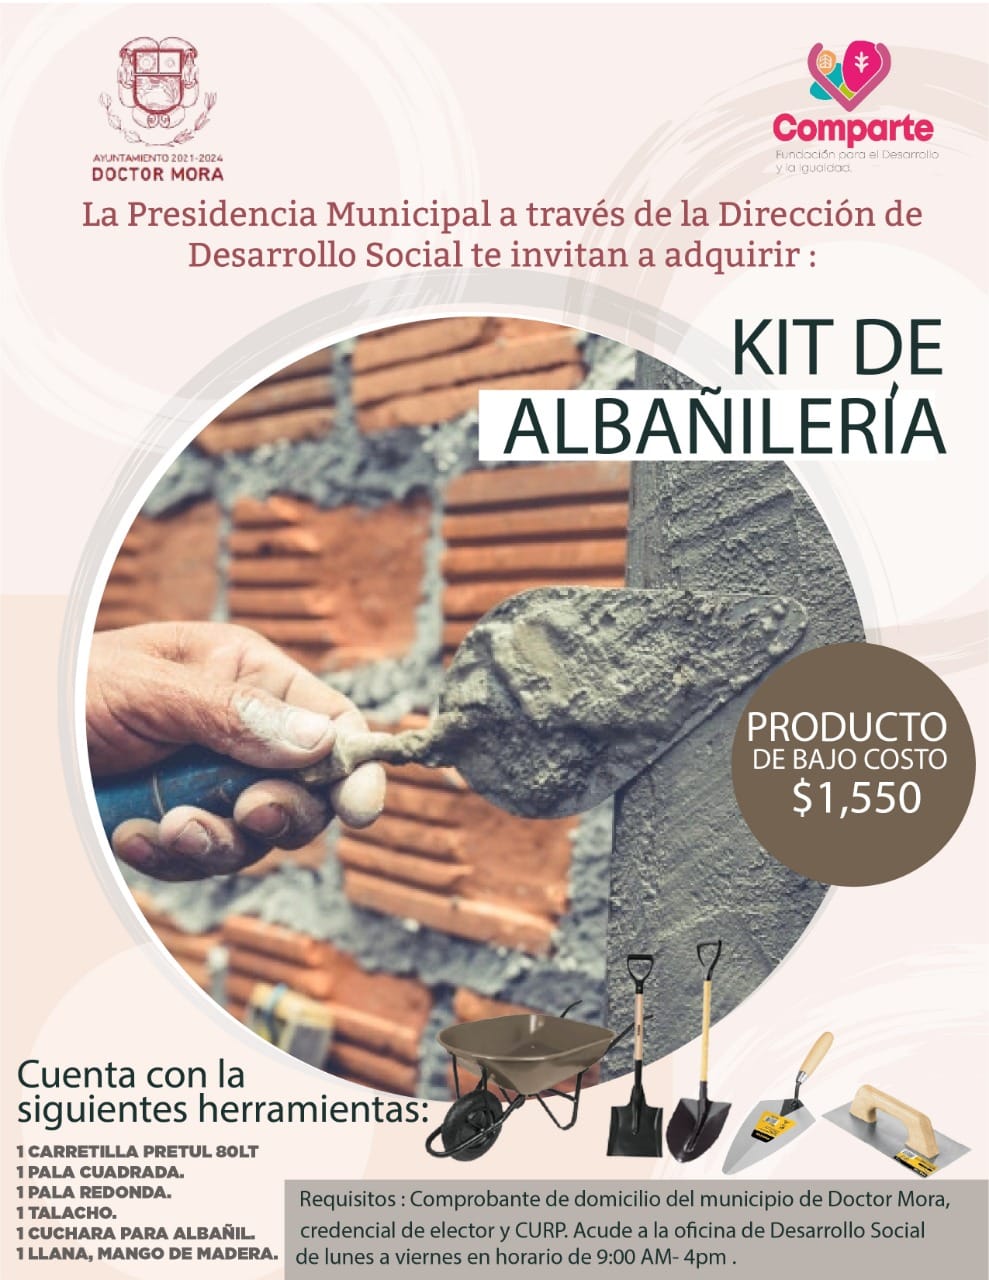 AYUNTAMIENTO 2021-2024
DOCTOR MORA
Comparte
Fundación para el Desarrollo
y la Igualdad.
La Presidencia Municipal a través de la Dirección de
Desarrollo Social te invitan a adquirir :
KIT DE
ALBAÑILERÍA
PRODUCTO
DE BAJO COSTO
$1,550
Cuenta con la
siguientes herramientas:
1 CARRETILLA PRETUL 80LT
1 PALA CUADRADA.
1 PALA REDONDA.
1 TALACHO.
1 CUCHARA PARA ALBAÑIL.
1 LLANA, MANGO DE MADERA.
Requisitos : Comprobante de domicilio del municipio de Doctor Mora,
credencial de elector y CURP. Acude a la oficina de Desarrollo Social
de lunes a viernes en horario de 9:00 AM- 4pm .